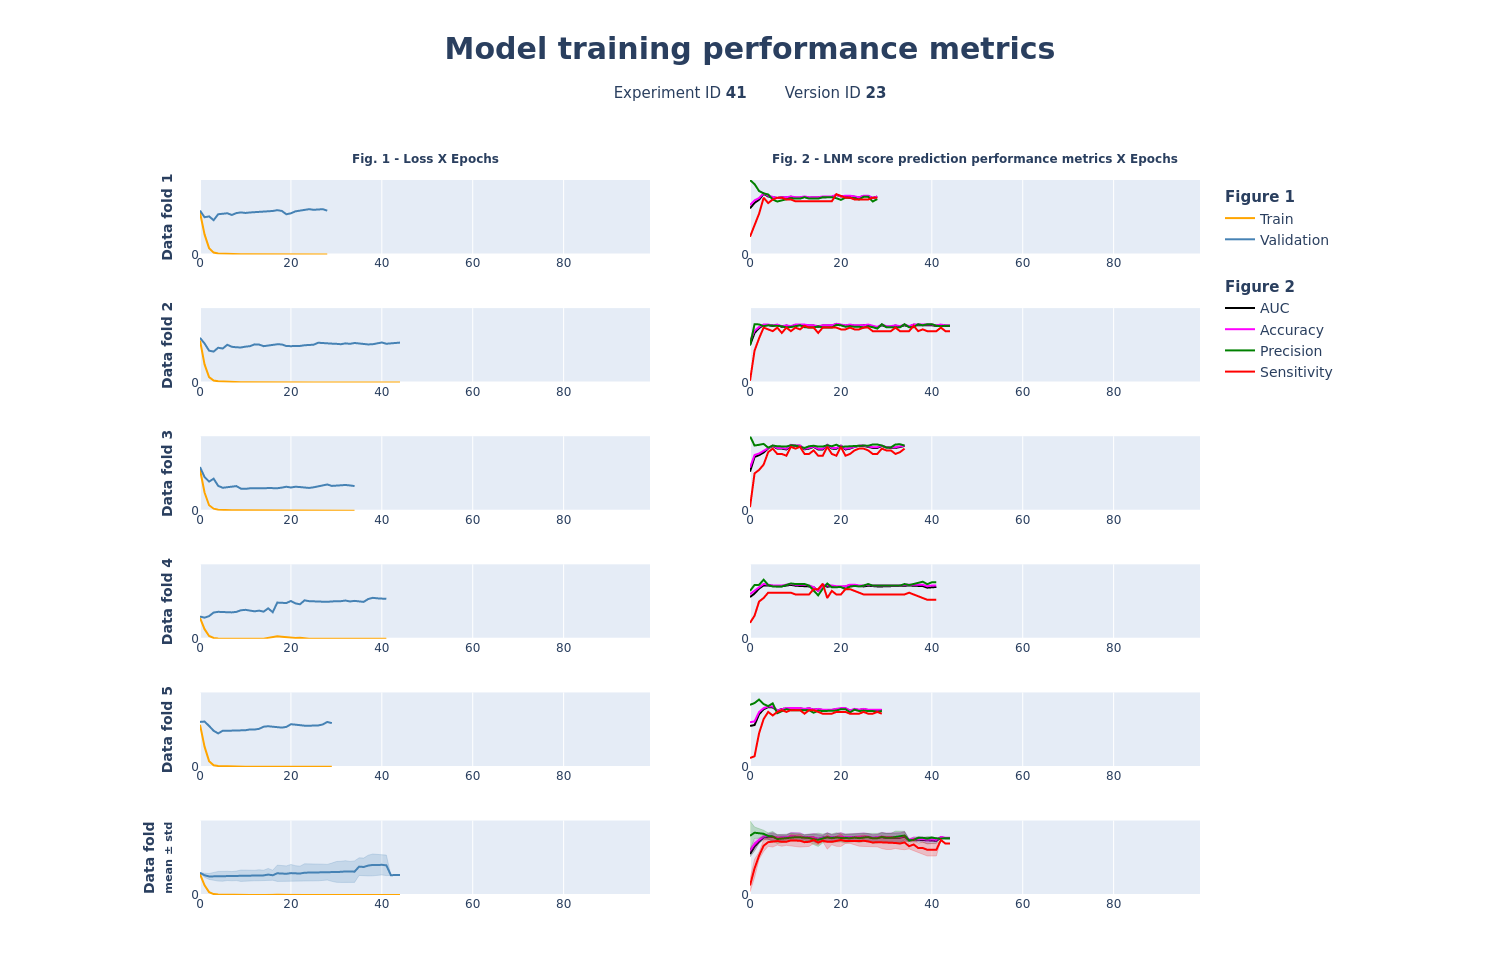 Model training performance metrics
Experiment ID 41 Version ID 23
Fig. 1 - Loss X Epochs
Fig. 2 - LNM score prediction performance metrics X Epochs
Data fold 1
0
0 20 40 60 80
0
0 20 40 60 80
Figure 1
Train
Validation
Figure 2
AUC
Accuracy
Precision
Sensitivity
Data fold 2
0
0 20 40 60 80
0
0 20 40 60 80
Data fold 3
0
0 20 40 60 80
0
0 20 40 60 80
Data fold 4
0
0 20 40 60 80
0
0 20 40 60 80
Data fold 5
0
0 20 40 60 80
0
0 20 40 60 80
Data fold
mean ± std
0
0 20 40 60 80
0
0 20 40 60 80